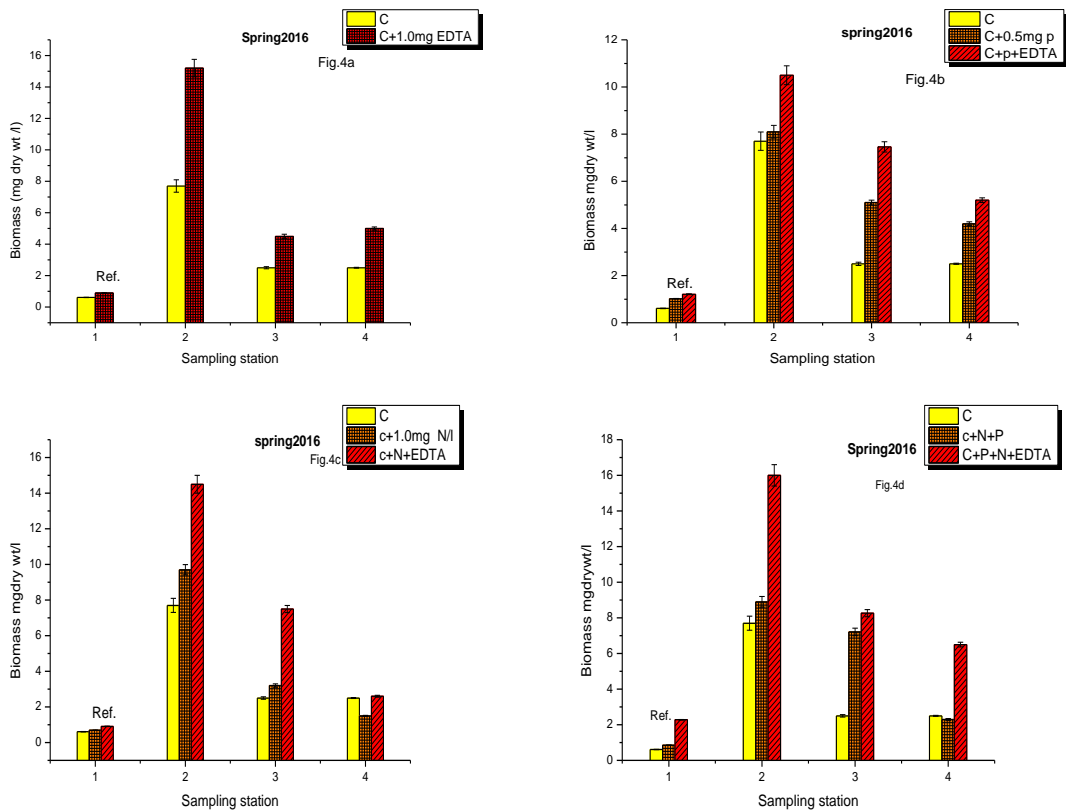 C
C+1.0mg EDTA
Spring2016
Fig.4a
16
14
12
10
8
6
4
2
0
Biomass (mg dry wt /l)
Ref.
1 2 3 4
Sampling station
C
C+0.5mg p
C+p+EDTA
spring2016
Fig.4b
12
10
8
6
4
2
0
Biomass mgdry wt/l
Ref.
1 2 3 4
Sampling station
C
c+1.0mg N/l
c+N+EDTA
spring2016
Fig.4c
16
14
12
10
8
6
4
2
0
Biomass mgdry wt/l
Ref.
1 2 3 4
Sampling station
C
c+N+P
C+P+N+EDTA
Spring2016
Fig.4d
18
16
14
12
10
8
6
4
2
0
Biomass mgdrywt/l
Ref.
1 2 3 4
Sampling station